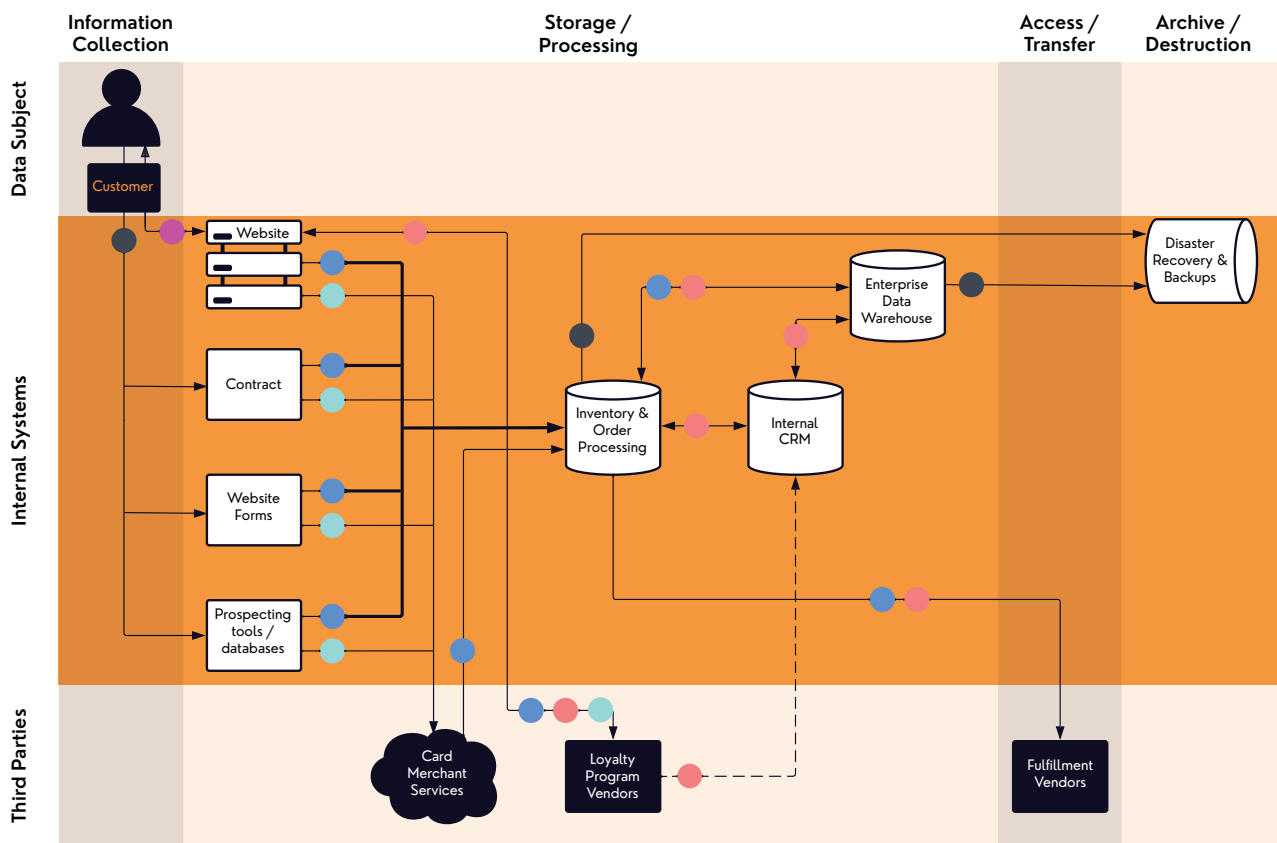 Information
Collection
Storage /
Processing
Access /
Transfer
Archive /
Destruction
Data Subject
Customer
Internal Systems
Website
Contract
Website
Forms
Prospecting
tools /
databases
Inventory &
Order
Processing
Internal
CRM
Enterprise
Data
Warehouse
Disaster
Recovery &
Backups
Third Parties
Card
Merchant
Services
Loyalty
Program
Vendors
Fulfillment
Vendors